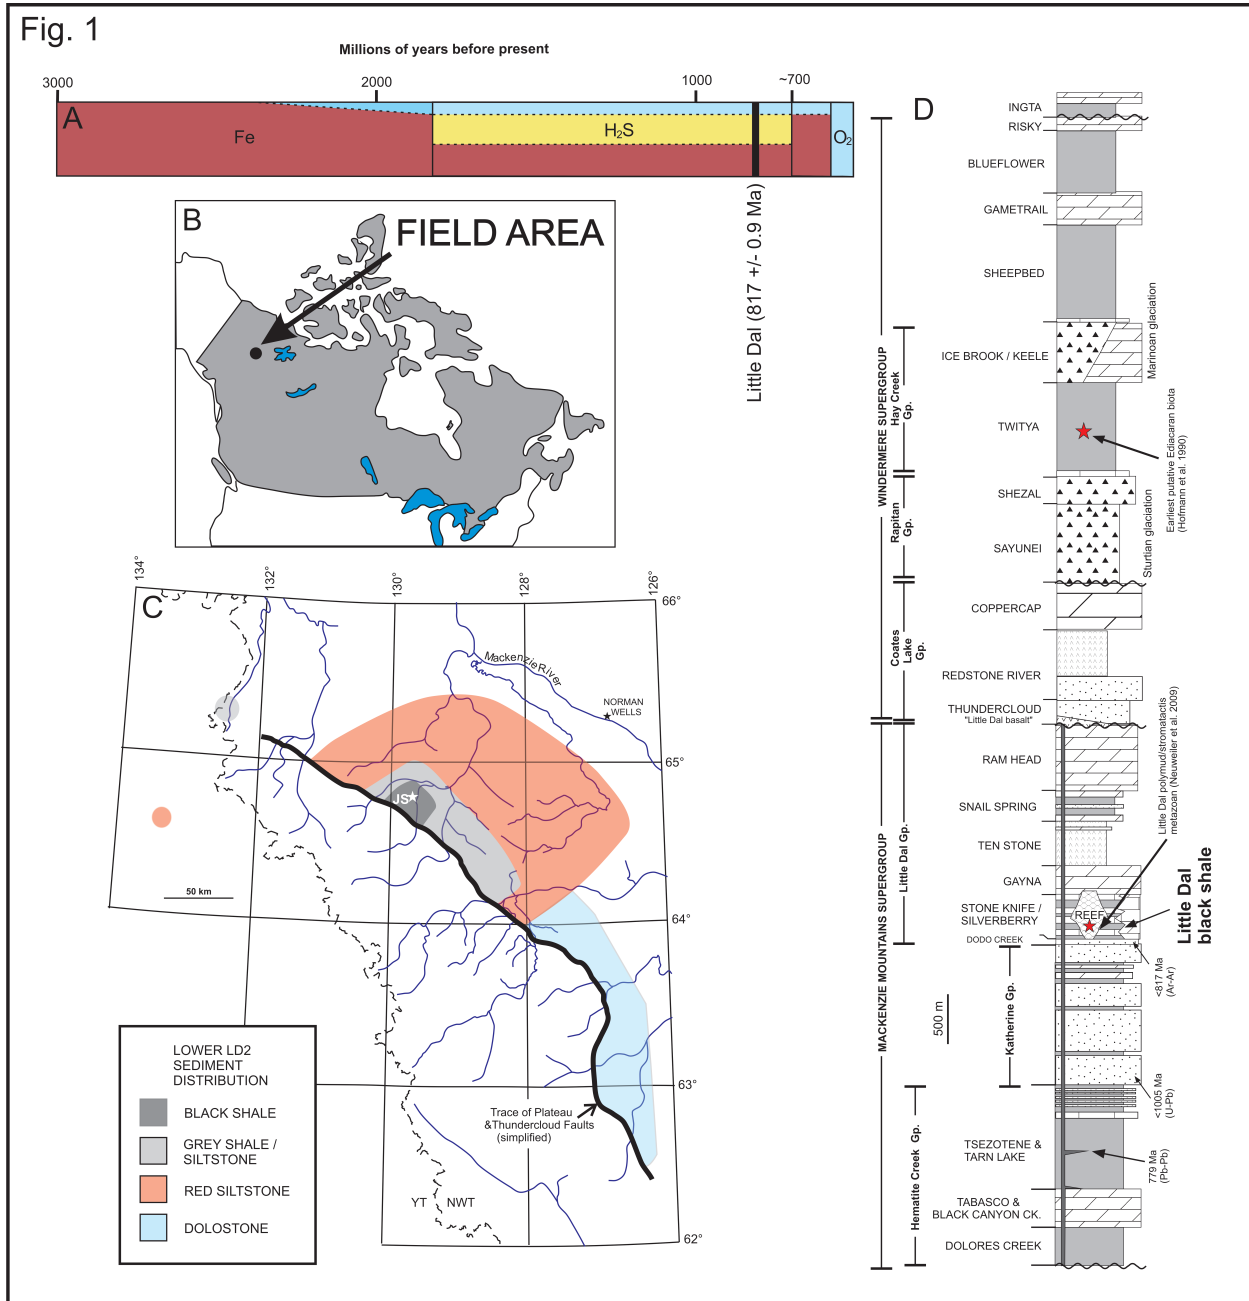 Fig. 1
Millions of years before present
3000
2000
1000
~700
A
Fe
H₂S
O₂
Little Dal (817 +/- 0.9 Ma)
B
FIELD AREA
C
134°
132°
130°
128°
126°
66°
65°
64°
63°
62°
Mackenzie River
NORMAN
WELLS
JS
50 km
Trace of Plateau
&Thundercloud Faults
(simplified)
YT
NWT
LOWER LD2
SEDIMENT
DISTRIBUTION
BLACK SHALE
GREY SHALE /
SILTSTONE
RED SILTSTONE
DOLOSTONE
D
WINDERMERE SUPERGROUP
MACKENZIE MOUNTAINS SUPERGROUP
Hay Creek
Gp.
Rapitan
Gp.
Coates
Lake
Gp.
Little Dal Gp.
Katherine Gp.
Hematite Creek Gp.
500 m
INGTA
RISKY
BLUEFLOWER
GAMETRAIL
SHEEPBED
ICE BROOK / KEELE
TWITYA
SHEZAL
SAYUNEI
COPPERCAP
REDSTONE RIVER
THUNDERCLOUD
"Little Dal basalt"
RAM HEAD
SNAIL SPRING
TEN STONE
GAYNA
STONE KNIFE /
SILVERBERRY
DODO CREEK
TSEZOTENE &
TARN LAKE
TABASCO &
BLACK CANYON CK.
DOLORES CREEK
REEF
Marinoan glaciation
Earliest putative Ediacaran biota
(Hofmann et al. 1990)
Sturtian glaciation
Little Dal polymud/stromatactis
metazoan (Neuweiler et al. 2009)
Little Dal
black shale
<817 Ma
(Ar-Ar)
<1005 Ma
(U-Pb)
779 Ma
(Pb-Pb)